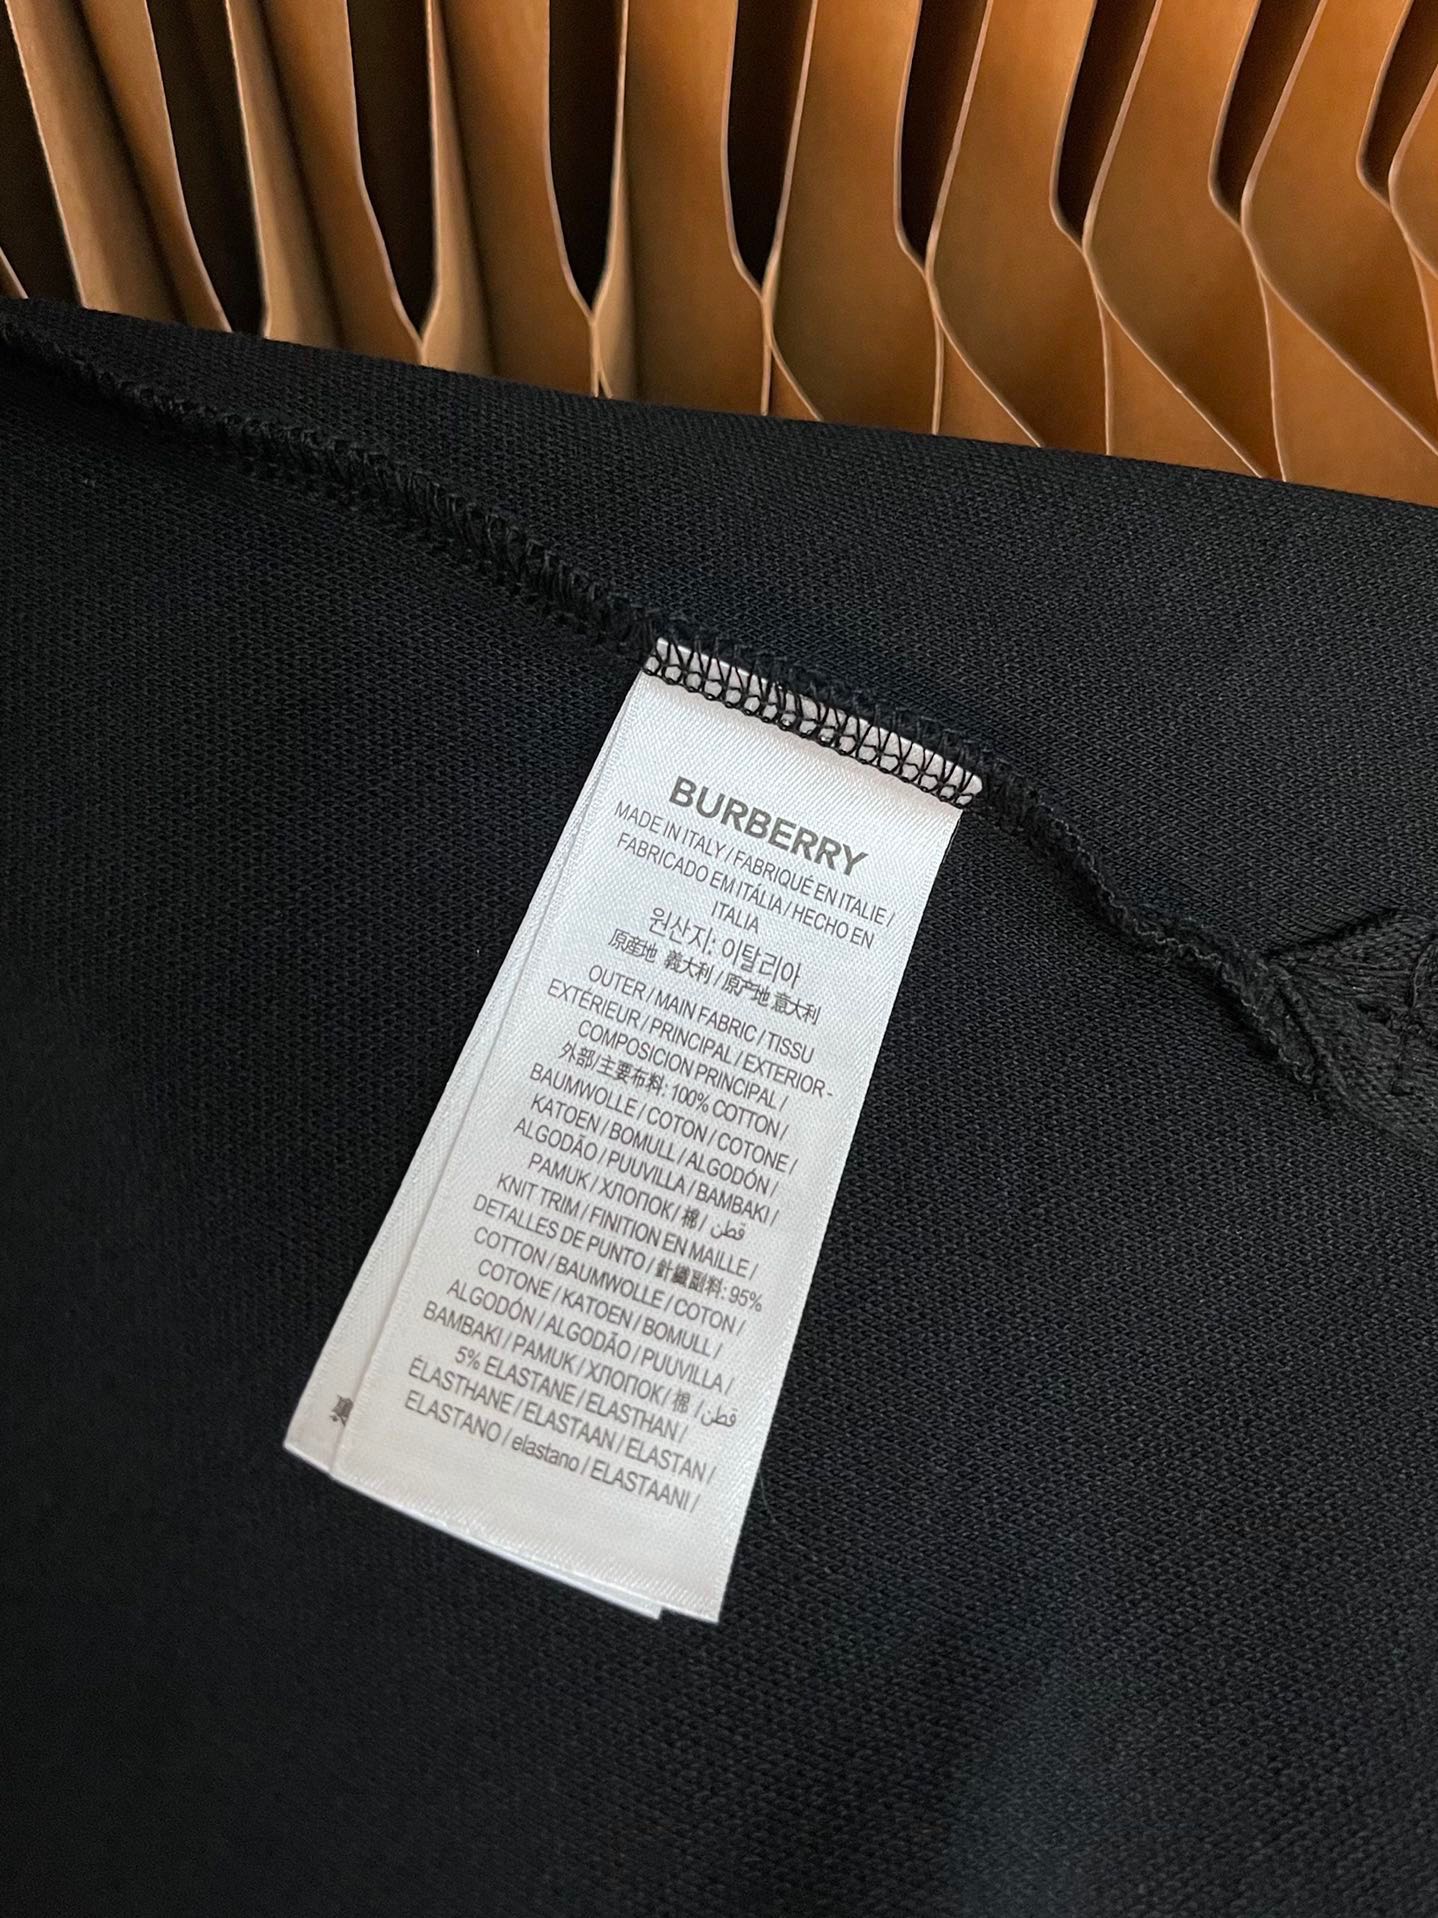 BURBERRY
MADE IN ITALY / FABRIQUÉ EN ITALIE /
FABRICADO EM ITÁLIA / HECHO EN
ITALIA
원산지: 이탈리아
原産地 義大利 / 原产地 意大利
OUTER / MAIN FABRIC / TISSU
EXTÉRIEUR / PRINCIPAL / EXTERIOR -
COMPOSICION PRINCIPAL /
外部/主要布料: 100% COTTON /
BAUMWOLLE / COTON / COTONE /
KATOEN / BOMULL / ALGODÓN /
ALGODÃO / PUUVILLA / BAMBAKI /
PAMUK / ХЛОПОК / 棉 / قطن
KNIT TRIM / FINITION EN MAILLE /
DETALLES DE PUNTO / 針織副料: 95%
COTTON / BAUMWOLLE / COTON /
COTONE / KATOEN / BOMULL /
ALGODÓN / ALGODÃO / PUUVILLA /
BAMBAKI / PAMUK / ХЛОПОК / 棉 / قطن
5% ELASTANE / ELASTHAN /
ÉLASTHANE / ELASTAAN / ELASTAN /
ELASTANO / elastano / ELASTAANI /